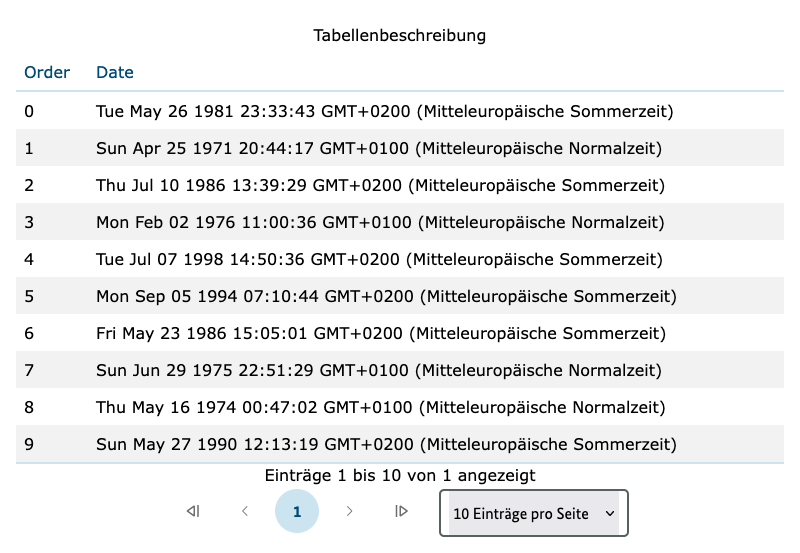 Tabellenbeschreibung
Order Date
0 Tue May 26 1981 23:33:43 GMT+0200 (Mitteleuropäische Sommerzeit)
1 Sun Apr 25 1971 20:44:17 GMT+0100 (Mitteleuropäische Normalzeit)
2 Thu Jul 10 1986 13:39:29 GMT+0200 (Mitteleuropäische Sommerzeit)
3 Mon Feb 02 1976 11:00:36 GMT+0100 (Mitteleuropäische Normalzeit)
4 Tue Jul 07 1998 14:50:36 GMT+0200 (Mitteleuropäische Sommerzeit)
5 Mon Sep 05 1994 07:10:44 GMT+0200 (Mitteleuropäische Sommerzeit)
6 Fri May 23 1986 15:05:01 GMT+0200 (Mitteleuropäische Sommerzeit)
7 Sun Jun 29 1975 22:51:29 GMT+0100 (Mitteleuropäische Normalzeit)
8 Thu May 16 1974 00:47:02 GMT+0100 (Mitteleuropäische Normalzeit)
9 Sun May 27 1990 12:13:19 GMT+0200 (Mitteleuropäische Sommerzeit)
Einträge 1 bis 10 von 1 angezeigt
1 10 Einträge pro Seite